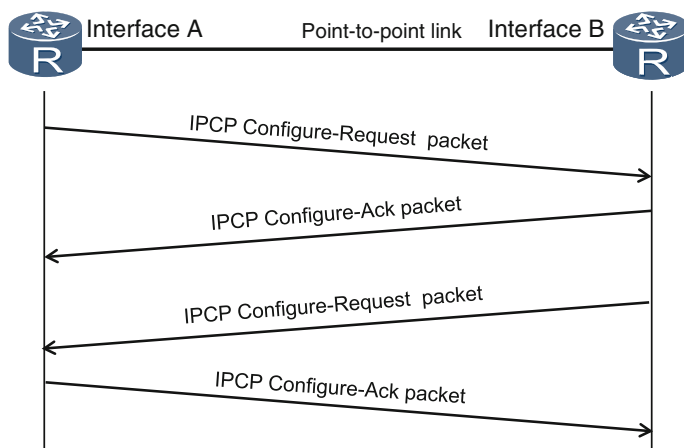 Interface A Point-to-point link Interface B
R R
IPCP Configure-Request packet
IPCP Configure-Ack packet
IPCP Configure-Request packet
IPCP Configure-Ack packet